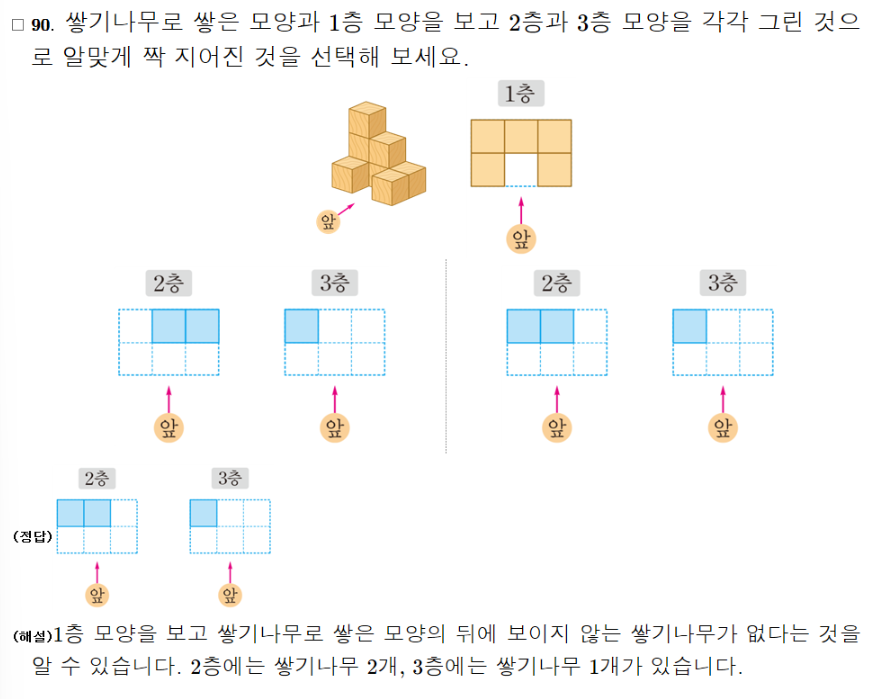 □ 90. 쌓기나무로 쌓은 모양과 1층 모양을 보고 2층과 3층 모양을 각각 그린 것으
로 알맞게 짝 지어진 것을 선택해 보세요.
1층
앞
앞
2층 3층 2층 3층
앞 앞 앞 앞
2층 3층
(정답)
앞 앞
(해설)1층 모양을 보고 쌓기나무로 쌓은 모양의 뒤에 보이지 않는 쌓기나무가 없다는 것을
알 수 있습니다. 2층에는 쌓기나무 2개, 3층에는 쌓기나무 1개가 있습니다.